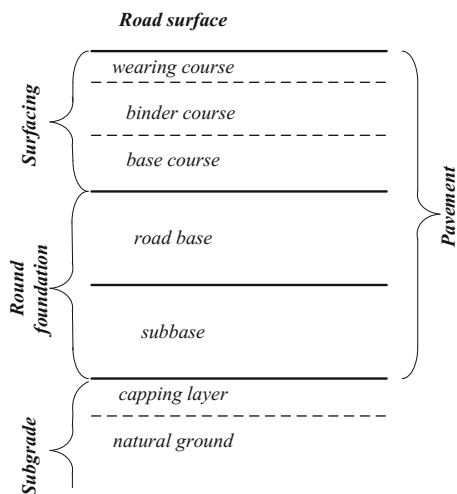 Road surface
wearing course
binder course
base course
road base
subbase
capping layer
natural ground
Surfacing
Round
foundation
Subgrade
Pavement